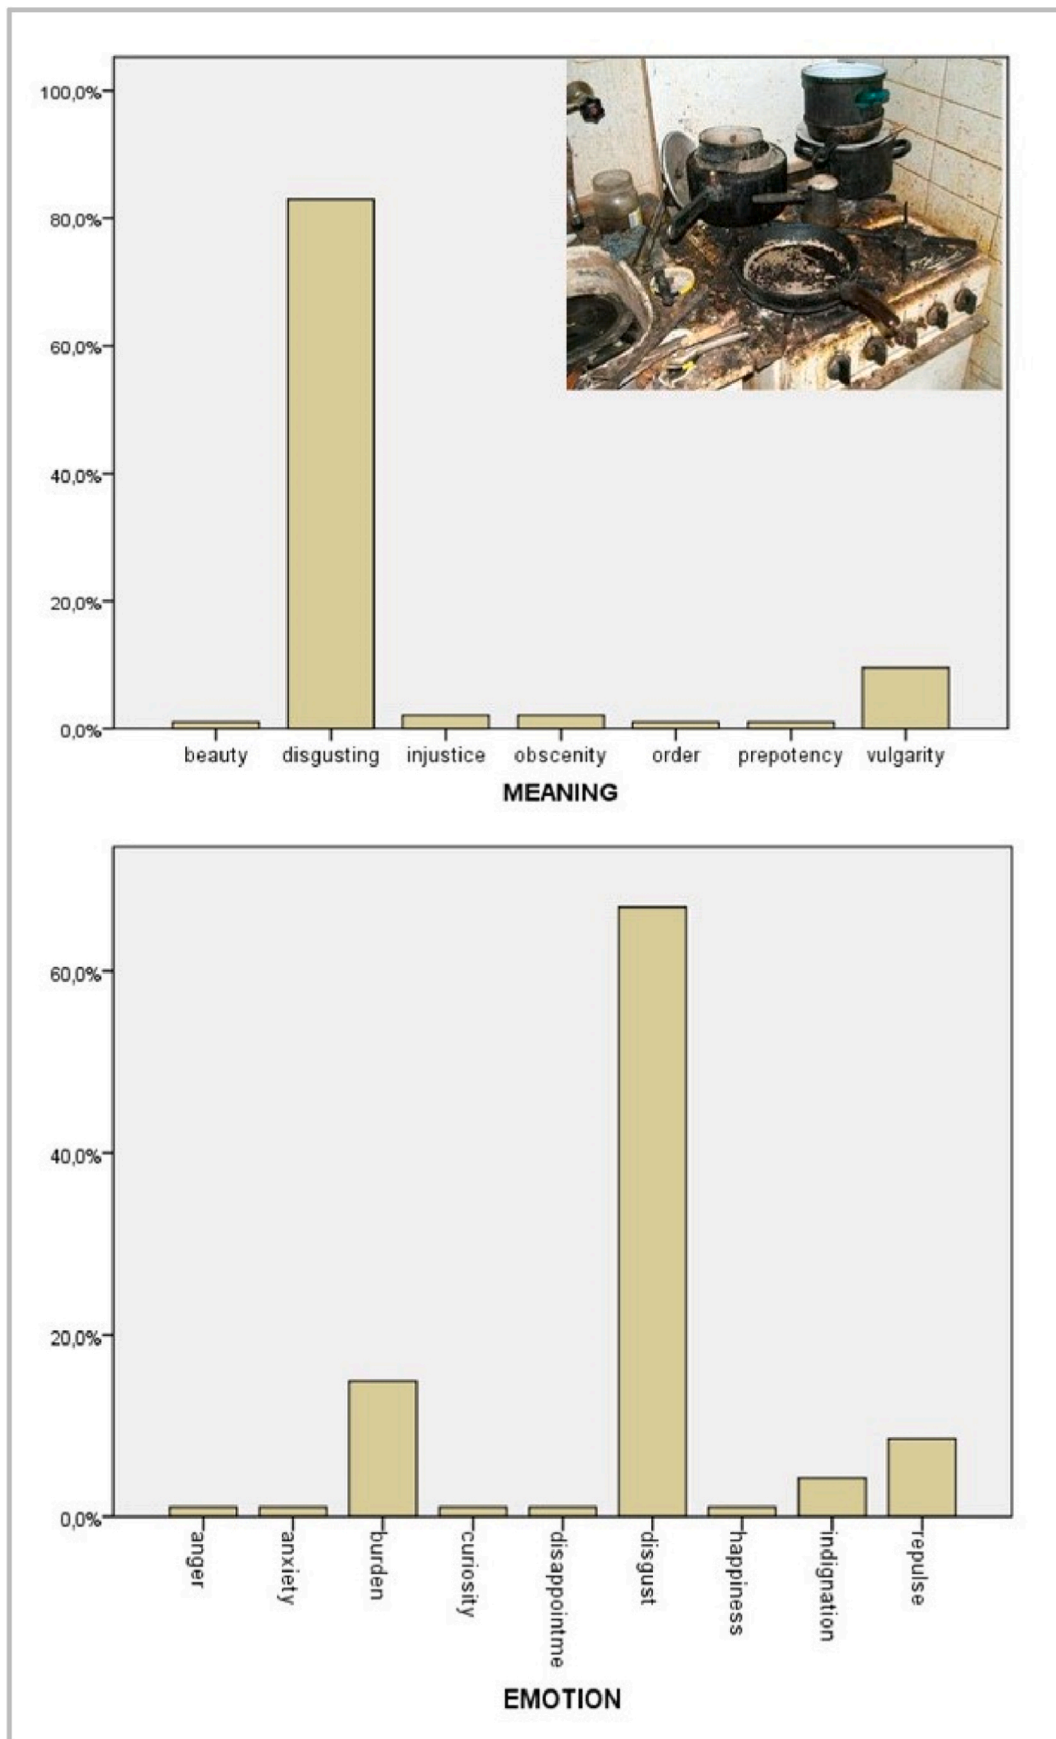 100,0%
80,0%
60,0%
40,0%
20,0%
0,0%
beauty disgusting injustice obscenity order prepotency vulgarity
MEANING
60,0%
40,0%
20,0%
0,0%
anger
anxiety
burden
curiosity
disappointme
disgust
happiness
indignation
repulse
EMOTION